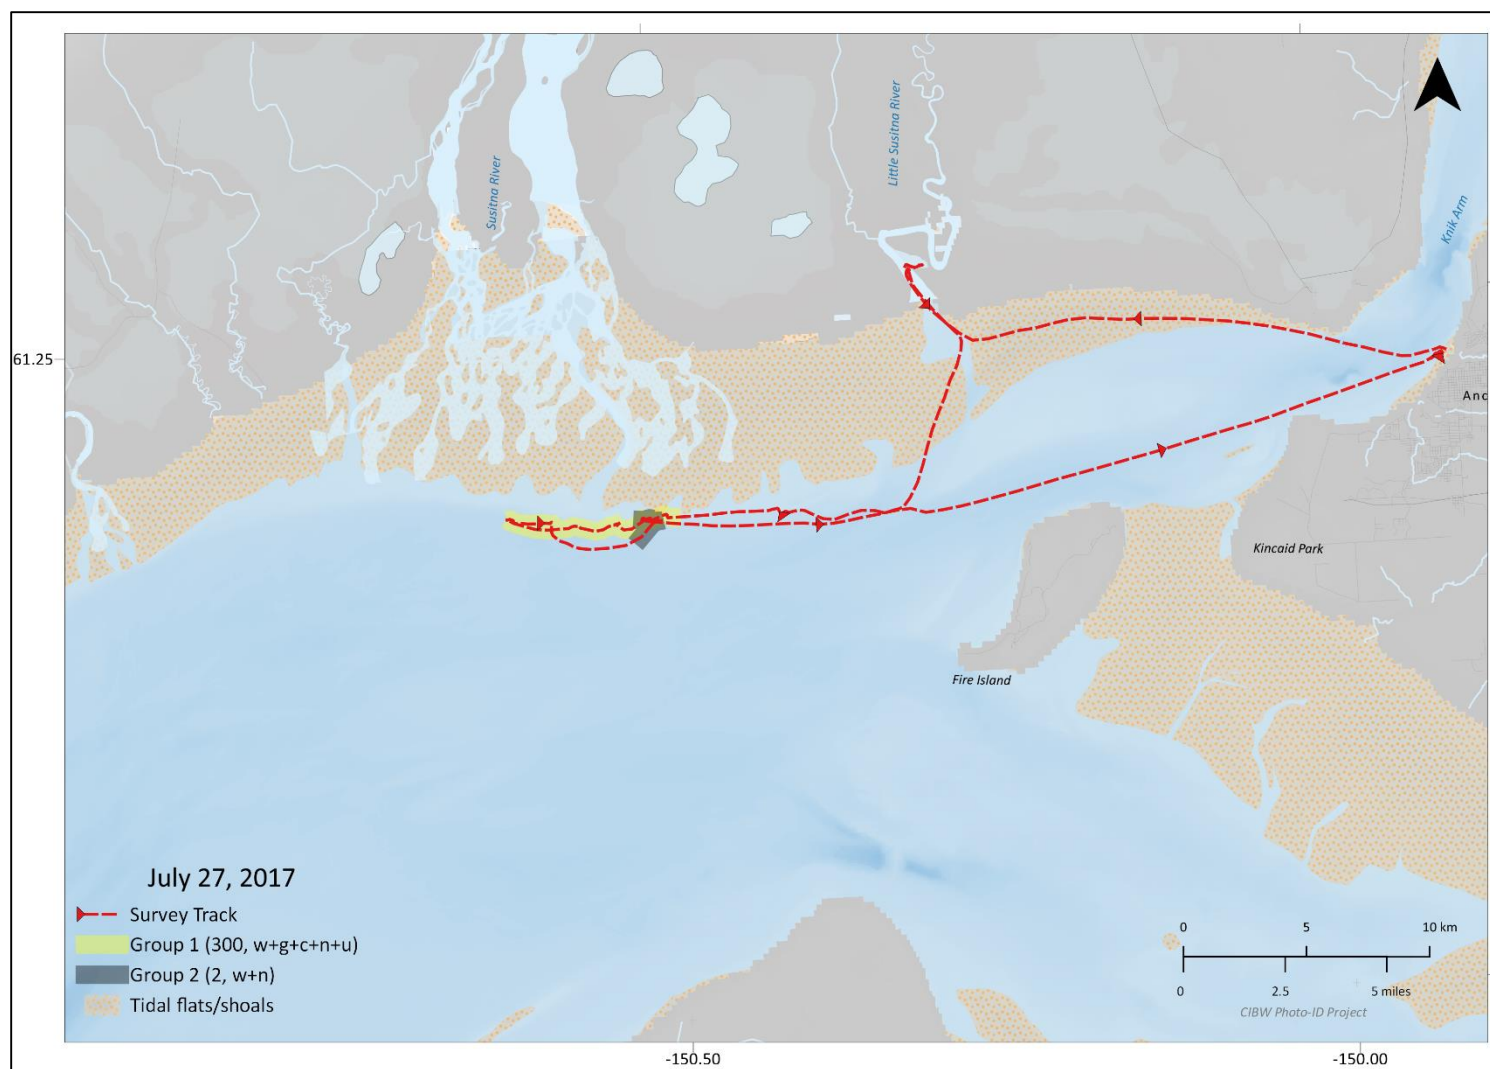 Susitna River
Little Susitna River
Knik Arm
61.25
Anc
Kincaid Park
Fire Island
July 27, 2017
Survey Track
Group 1 (300, w+g+c+n+u)
Group 2 (2, w+n)
Tidal flats/shoals
0 5 10 km
0 2.5 5 miles
CIBW Photo-ID Project
-150.50 -150.00